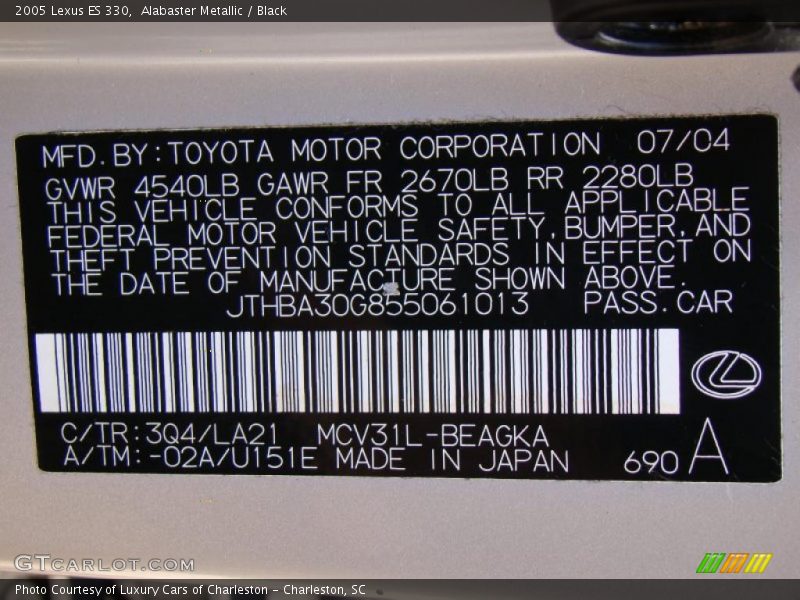 2005 Lexus ES 330,  Alabaster Metallic / Black
MFD.BY:TOYOTA MOTOR CORPORATION 07/04
GVWR 4540LB GAWR FR 2670LB RR 2280LB
THIS VEHICLE CONFORMS TO ALL APPLICABLE
FEDERAL MOTOR VEHICLE SAFETY,BUMPER,AND
THEFT PREVENTION STANDARDS IN EFFECT ON
THE DATE OF MANUFACTURE SHOWN ABOVE.
JTHBA30G855061013 PASS.CAR
C/TR:3Q4/LA21 MCV31L-BEAGKA
A/TM:-02A/U151E MADE IN JAPAN 690 A
GTCARLOT.COM
Photo Courtesy of Luxury Cars of Charleston - Charleston, SC